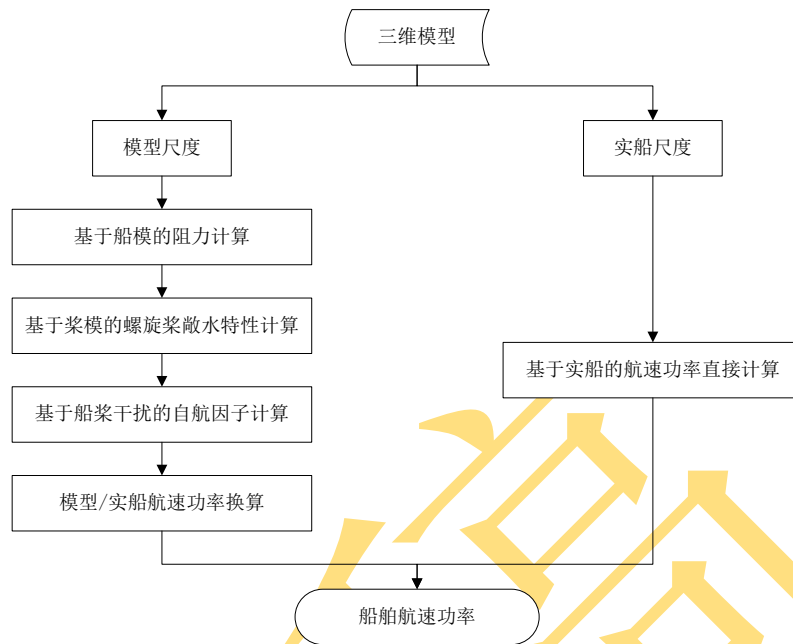 三维模型
模型尺度
实船尺度
基于船模的阻力计算
基于桨模的螺旋桨敞水特性计算
基于实船的航速功率直接计算
基于船桨干扰的自航因子计算
模型/实船航速功率换算
船舶航速功率